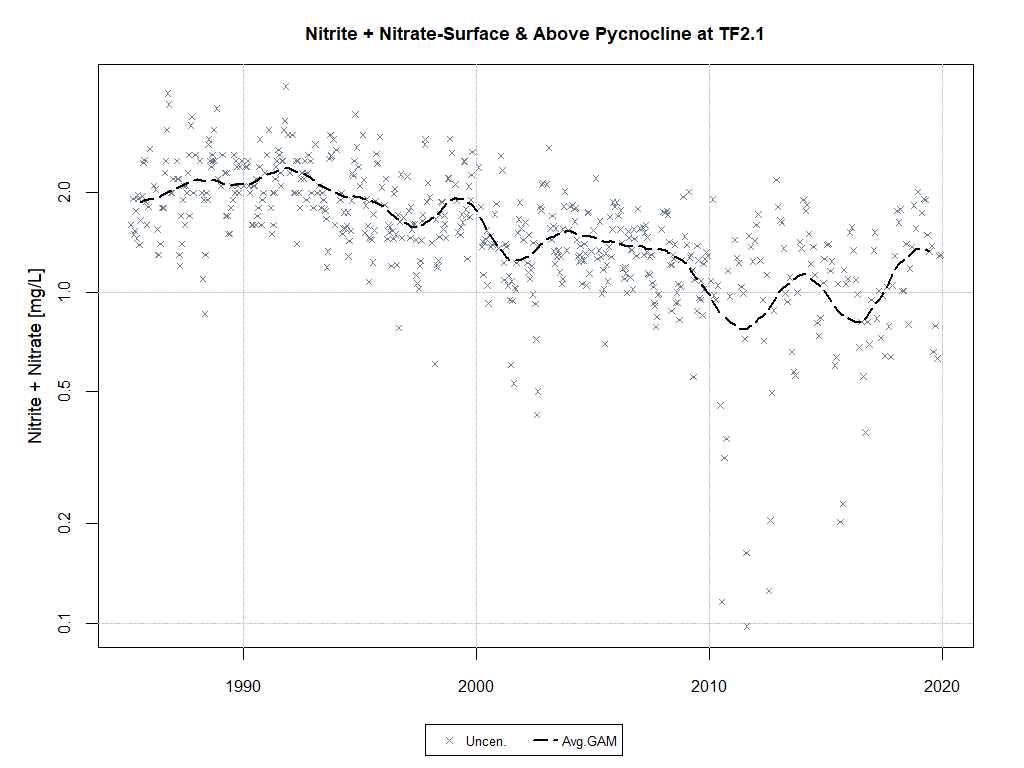 Nitrite + Nitrate-Surface & Above Pycnocline at TF2.1
Nitrite + Nitrate [mg/L]
2.0
1.0
0.5
0.2
0.1
1990 2000 2010 2020
Uncen. Avg.GAM